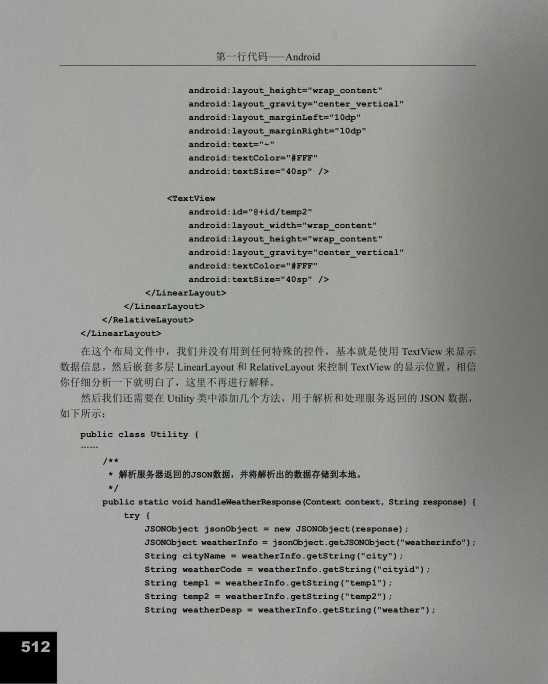 第一行代码——Android
android:layout_height="wrap_content"
android:layout_gravity="center_vertical"
android:layout_marginLeft="10dp"
android:layout_marginRight="10dp"
android:text="~"
android:textColor="#FFF"
android:textSize="40sp" />
<TextView
android:id="@+id/temp2"
android:layout_width="wrap_content"
android:layout_height="wrap_content"
android:layout_gravity="center_vertical"
android:textColor="#FFF"
android:textSize="40sp" />
</LinearLayout>
</LinearLayout>
</RelativeLayout>
</LinearLayout>
在这个布局文件中，我们并没有用到任何特殊的控件，基本就是使用 TextView 来显示
数据信息，然后嵌套多层 LinearLayout 和 RelativeLayout 来控制 TextView 的显示位置，相信
你仔细分析一下就明白了，这里不再进行解释。
然后我们还需要在 Utility 类中添加几个方法，用于解析和处理服务返回的 JSON 数据，
如下所示：
public class Utility {
……
/**
* 解析服务器返回的JSON数据，并将解析出的数据存储到本地。
*/
public static void handleWeatherResponse(Context context, String response) {
try {
JSONObject jsonObject = new JSONObject(response);
JSONObject weatherInfo = jsonObject.getJSONObject("weatherinfo");
String cityName = weatherInfo.getString("city");
String weatherCode = weatherInfo.getString("cityid");
String temp1 = weatherInfo.getString("temp1");
String temp2 = weatherInfo.getString("temp2");
String weatherDesp = weatherInfo.getString("weather");
512